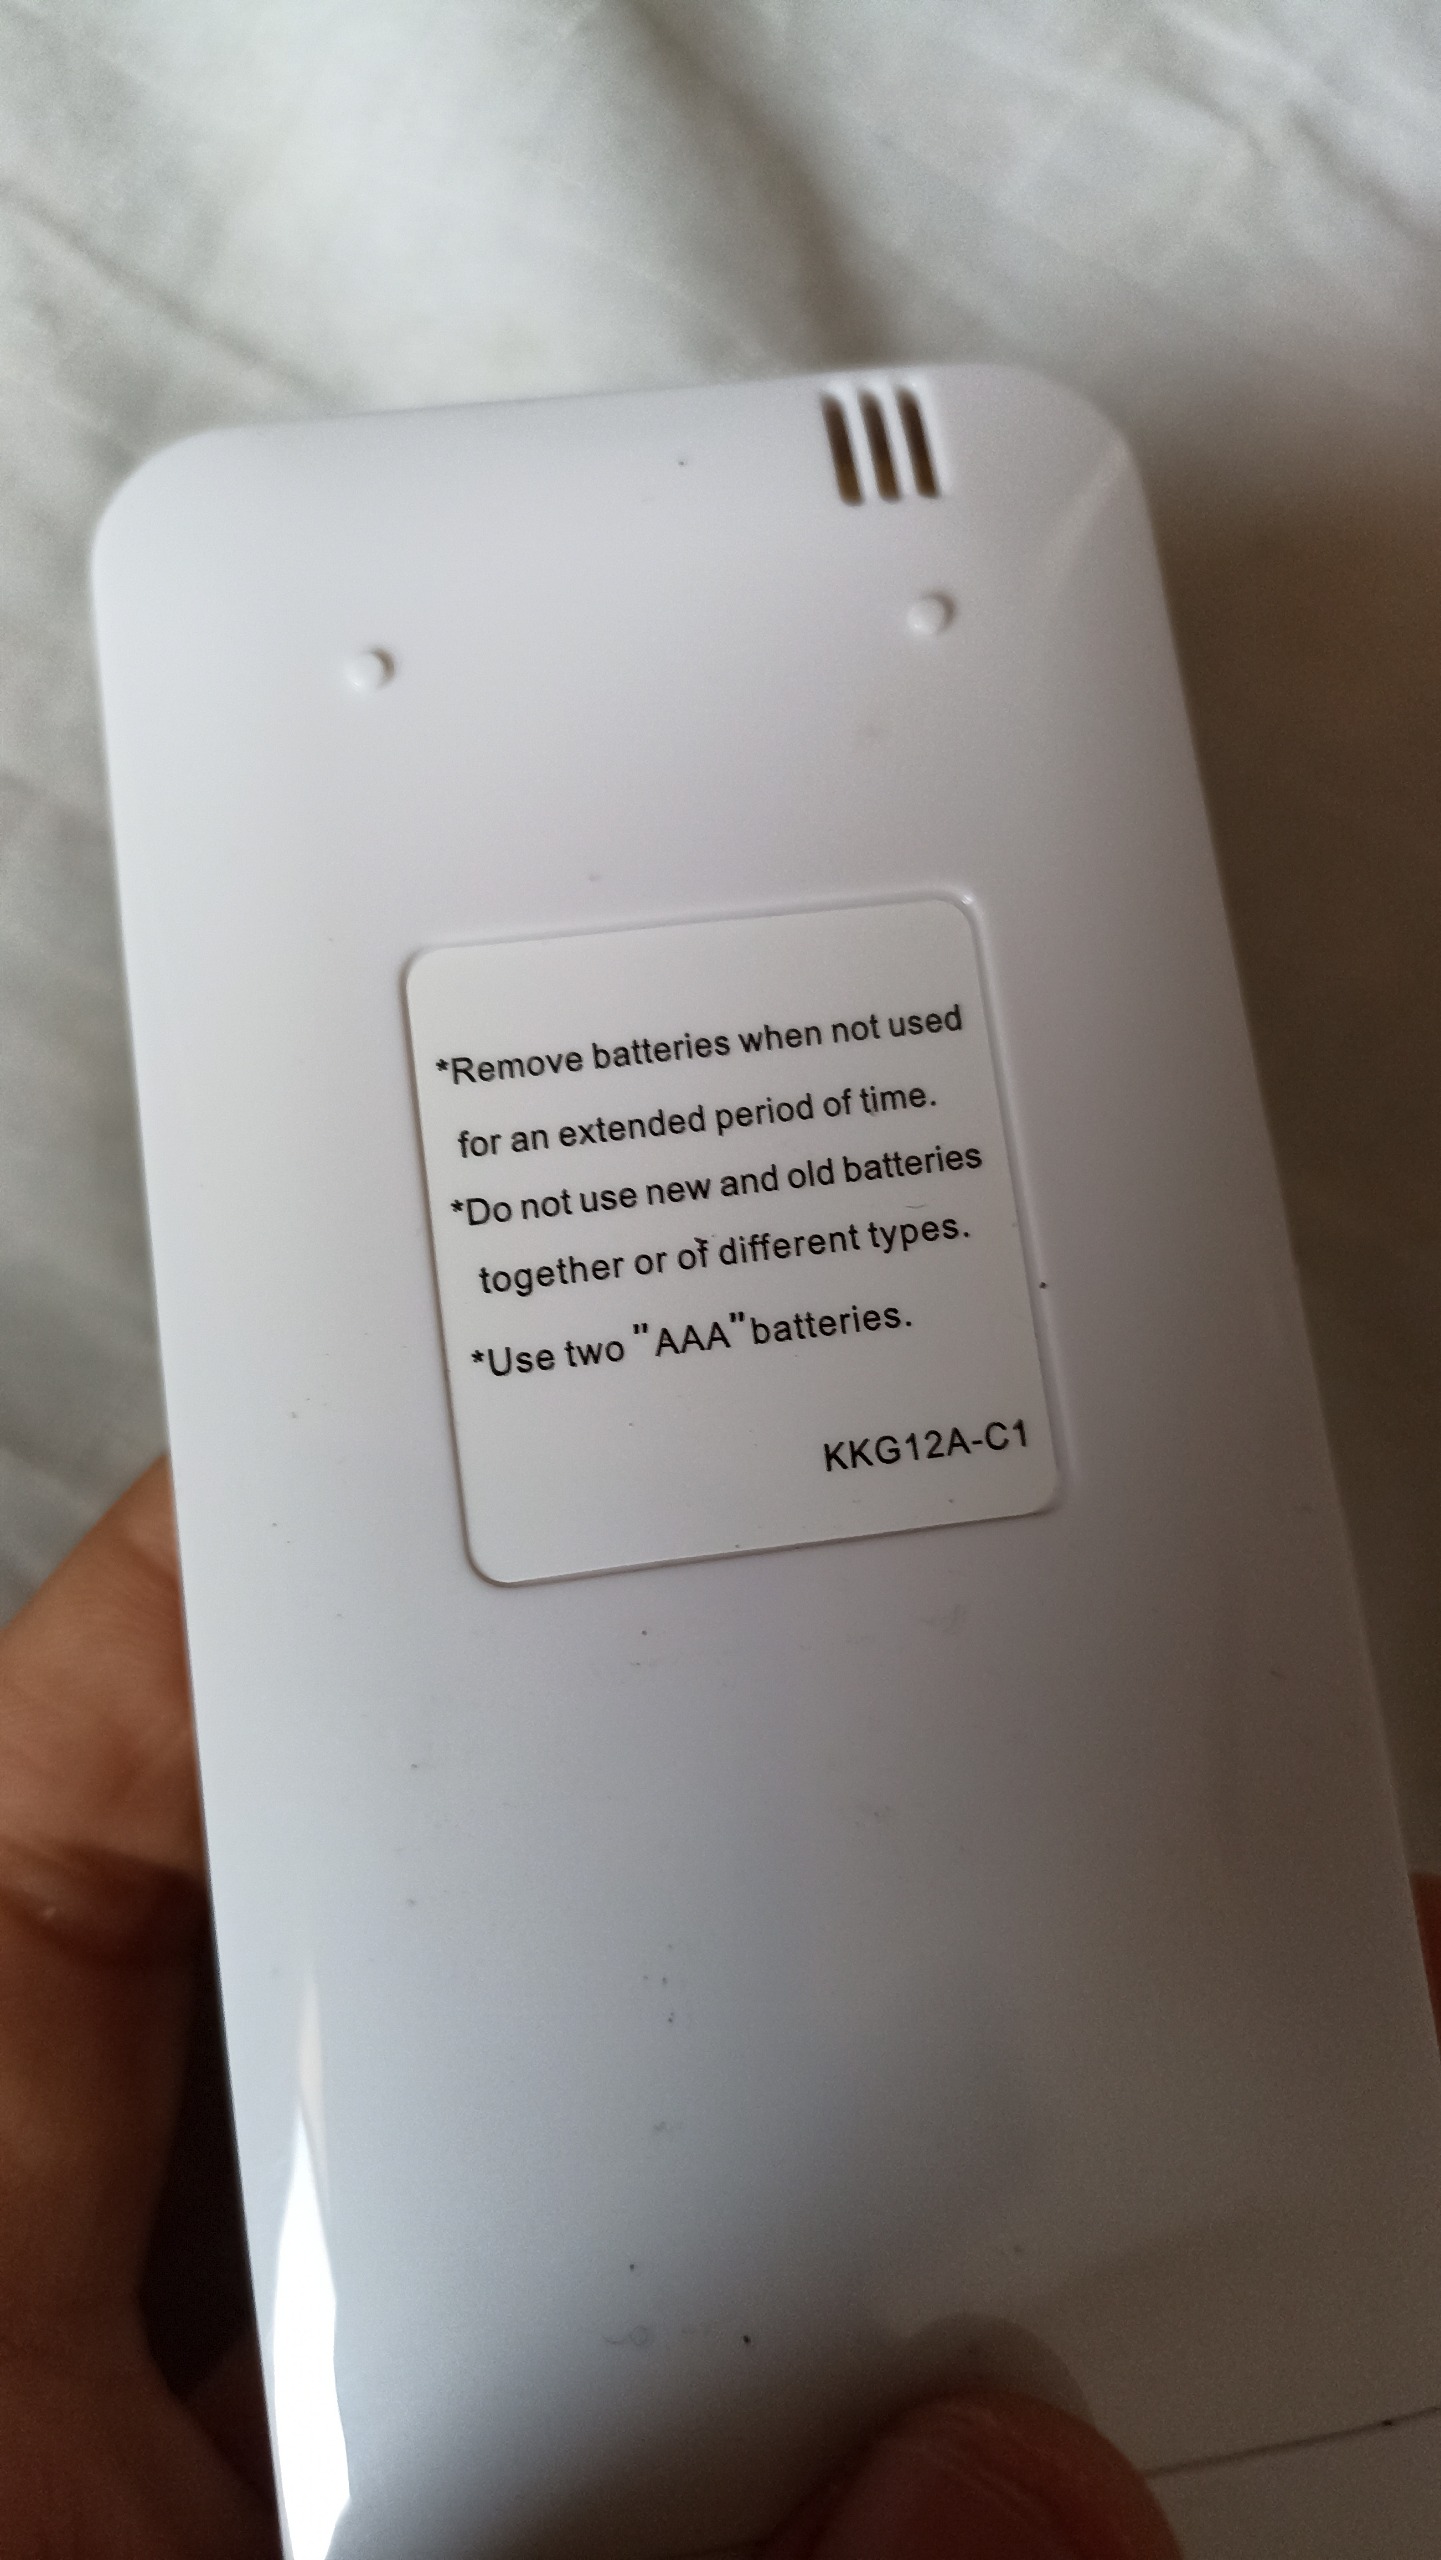 *Remove batteries when not used
for an extended period of time.
*Do not use new and old batteries
together or of different types.
*Use two "AAA" batteries.
KKG12A-C1